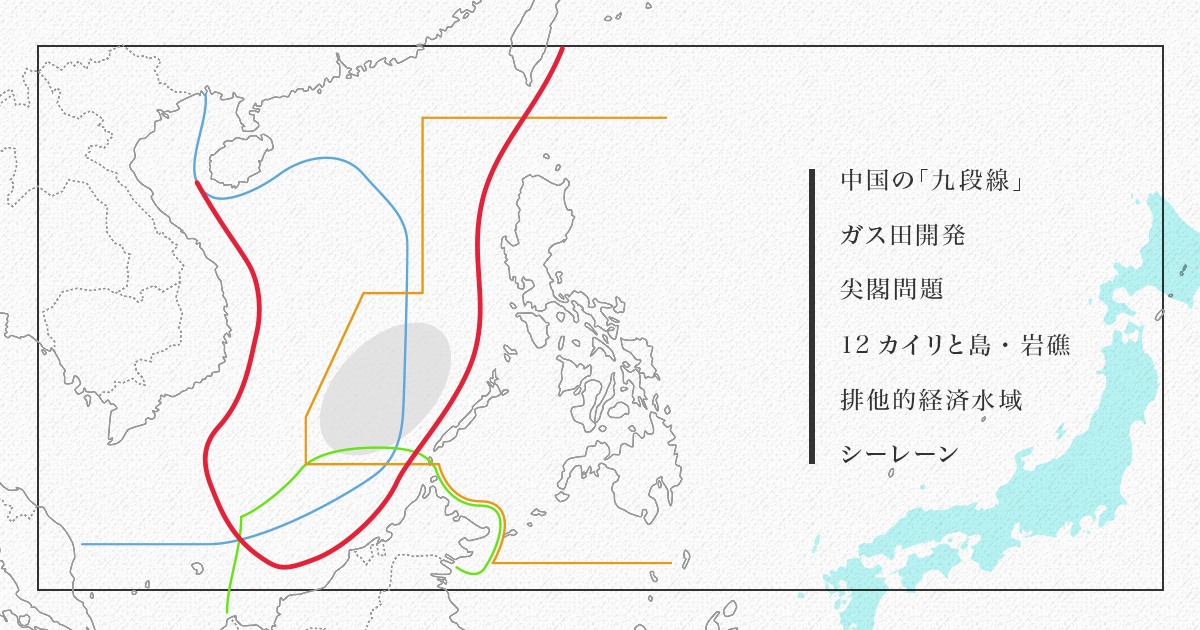 中国の「九段線」
ガス田開発
尖閣問題
12 カイリと島・岩礁
排他的経済水域
シーレーン